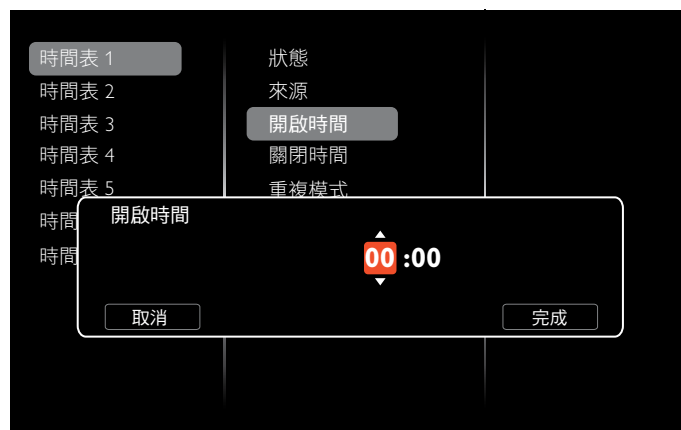 時間表 1
時間表 2
時間表 3
時間表 4
時間表 5
時間
時間
狀態
來源
開啟時間
關閉時間
重複模式
開啟時間
00 :00
取消
完成